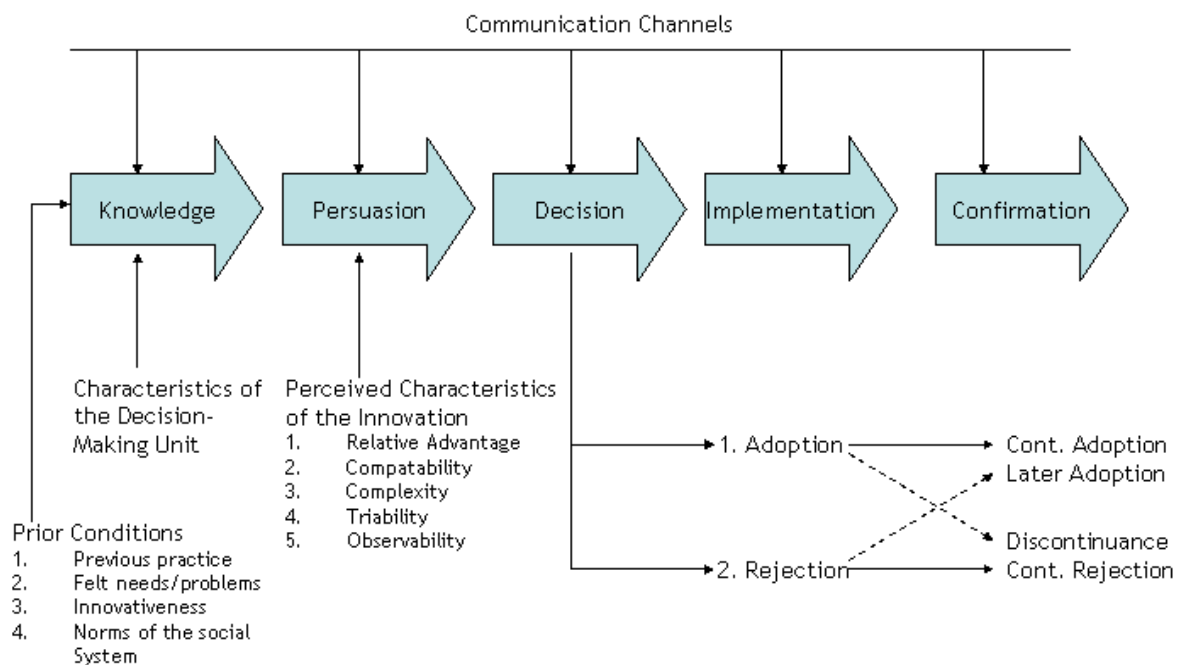 Communication Channels
Knowledge
Persuasion
Decision
Implementation
Confirmation
Characteristics of
the Decision-
Making Unit
Perceived Characteristics
of the Innovation
1. Relative Advantage
2. Compatability
3. Complexity
4. Triability
5. Observability
1. Adoption
Cont. Adoption
Later Adoption
Discontinuance
2. Rejection
Cont. Rejection
Prior Conditions
1. Previous practice
2. Felt needs/problems
3. Innovativeness
4. Norms of the social
System